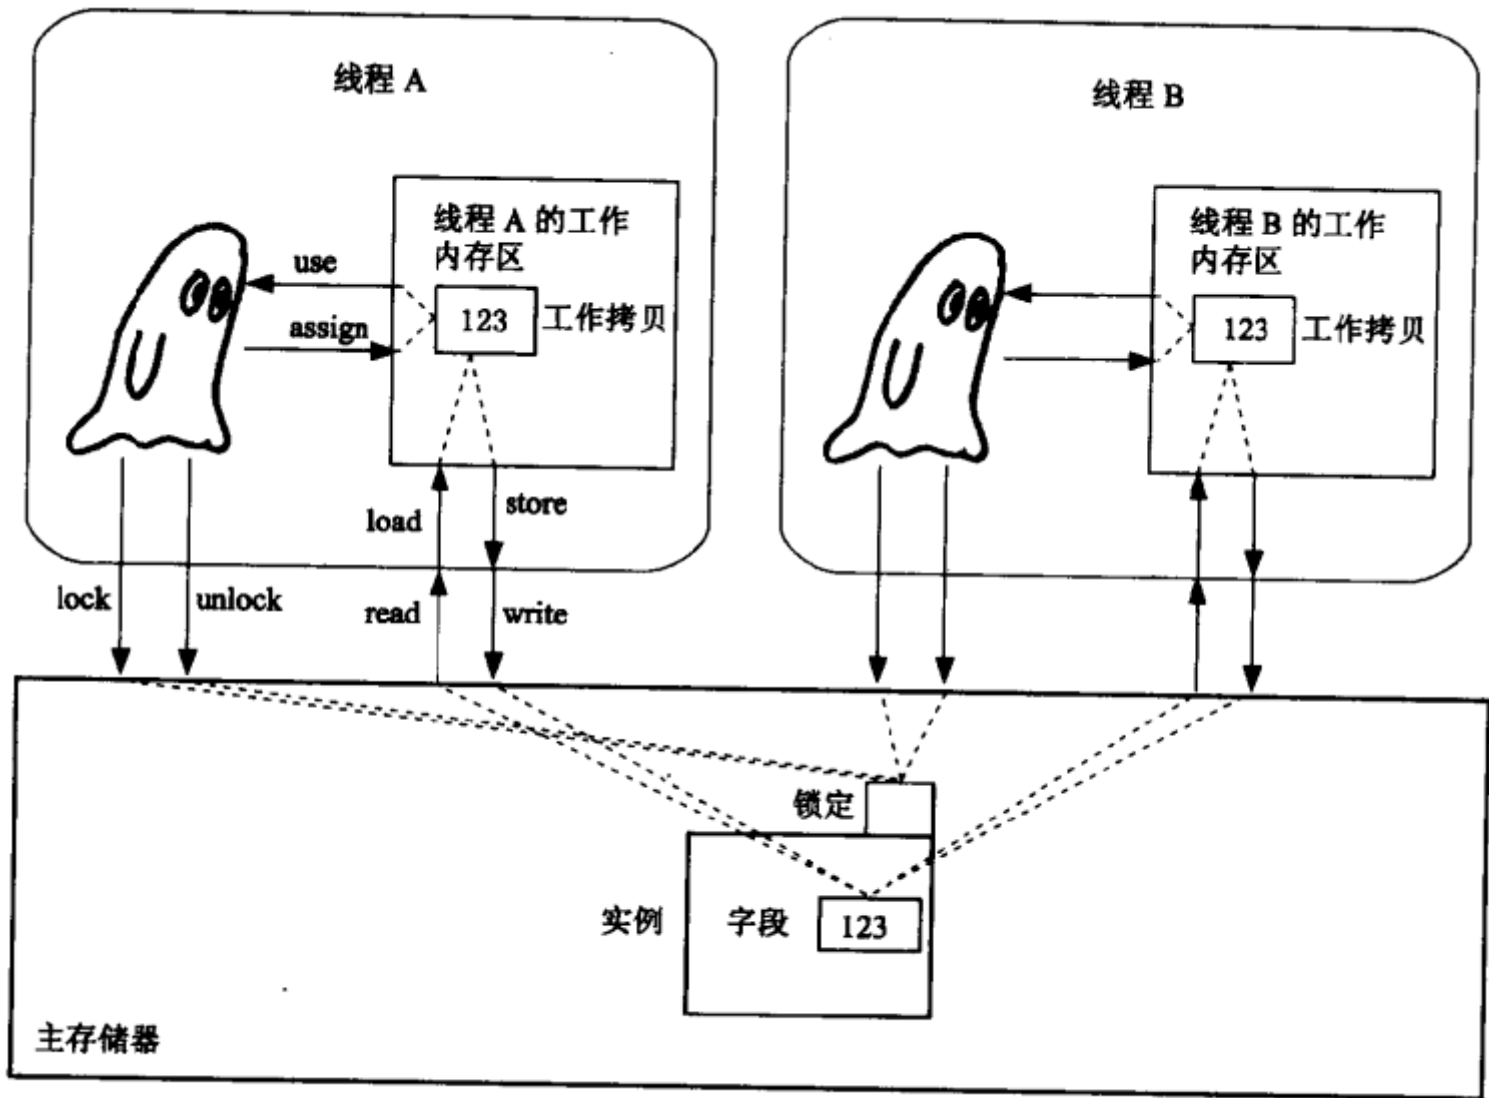 线程 A
线程 B
线程 A 的工作
内存区
线程 B 的工作
内存区
use
123
工作拷贝
assign
123
工作拷贝
load
store
lock
unlock
read
write
锁定
实例
字段
123
主存储器